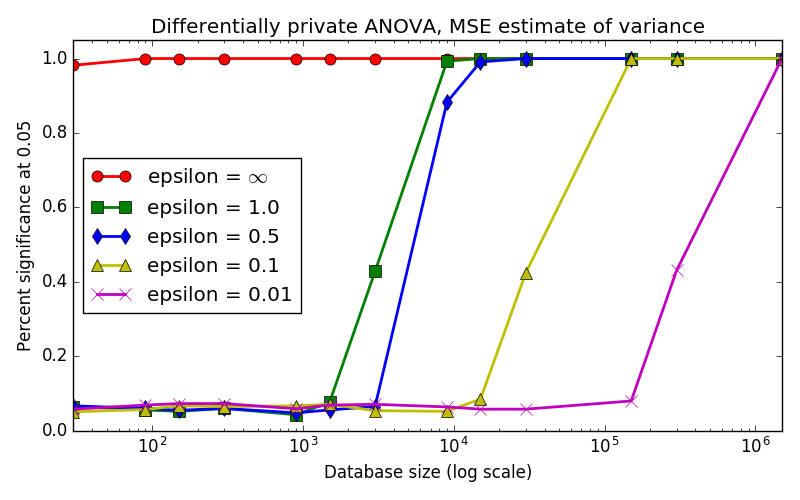 Differentially private ANOVA, MSE estimate of variance
Percent significance at 0.05
1.0
0.8
0.6
0.4
0.2
0.0
epsilon = ∞
epsilon = 1.0
epsilon = 0.5
epsilon = 0.1
epsilon = 0.01
10² 10³ 10⁴ 10⁵ 10⁶
Database size (log scale)